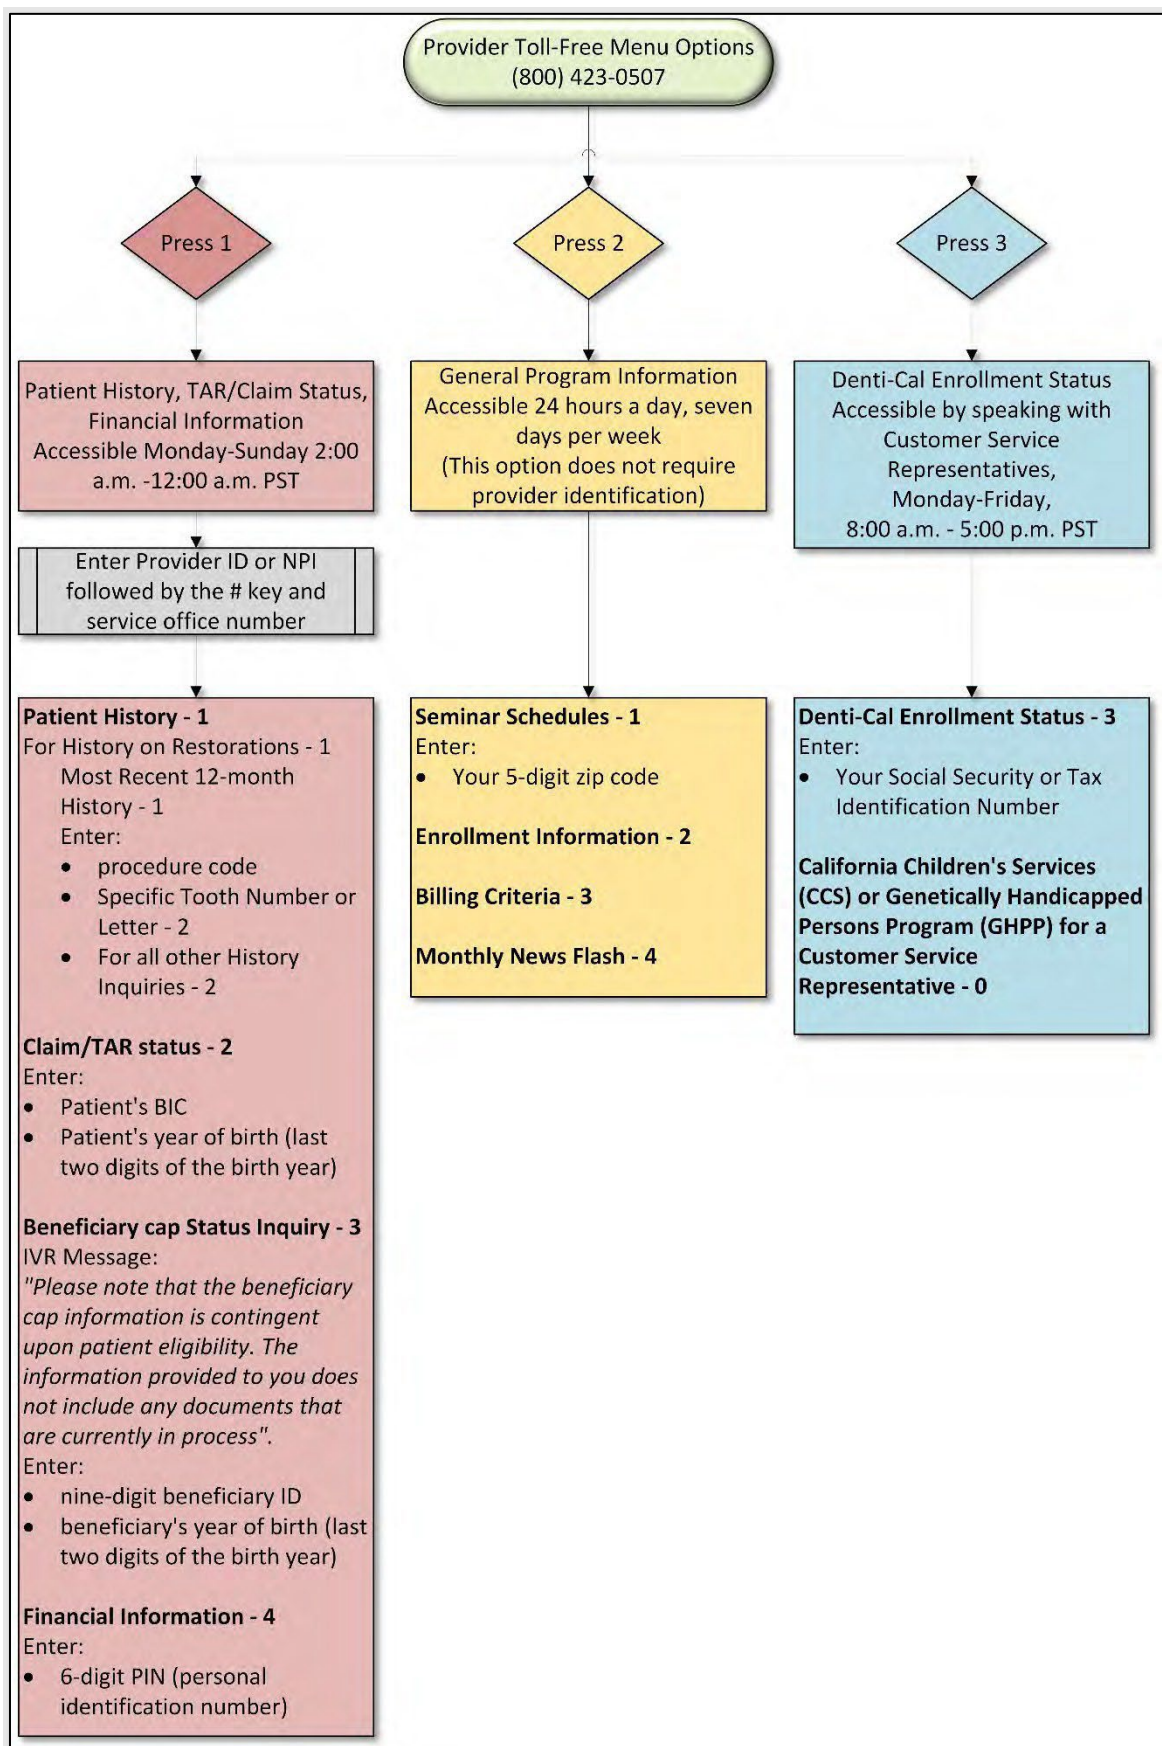 Provider Toll-Free Menu Options
(800) 423-0507
Press 1
Press 2
Press 3
Patient History, TAR/Claim Status,
Financial Information
Accessible Monday-Sunday 2:00
a.m. -12:00 a.m. PST
General Program Information
Accessible 24 hours a day, seven
days per week
(This option does not require
provider identification)
Denti-Cal Enrollment Status
Accessible by speaking with
Customer Service
Representatives,
Monday-Friday,
8:00 a.m. - 5:00 p.m. PST
Enter Provider ID or NPI
followed by the # key and
service office number
Patient History - 1
For History on Restorations - 1
Most Recent 12-month
History - 1
Enter:
• procedure code
• Specific Tooth Number or
Letter - 2
• For all other History
Inquiries - 2
Claim/TAR status - 2
Enter:
• Patient's BIC
• Patient's year of birth (last
two digits of the birth year)
Beneficiary cap Status Inquiry - 3
IVR Message:
"Please note that the beneficiary
cap information is contingent
upon patient eligibility. The
information provided to you does
not include any documents that
are currently in process".
Enter:
• nine-digit beneficiary ID
• beneficiary's year of birth (last
two digits of the birth year)
Financial Information - 4
Enter:
• 6-digit PIN (personal
identification number)
Seminar Schedules - 1
Enter:
• Your 5-digit zip code
Enrollment Information - 2
Billing Criteria - 3
Monthly News Flash - 4
Denti-Cal Enrollment Status - 3
Enter:
• Your Social Security or Tax
Identification Number
California Children's Services
(CCS) or Genetically Handicapped
Persons Program (GHPP) for a
Customer Service
Representative - 0